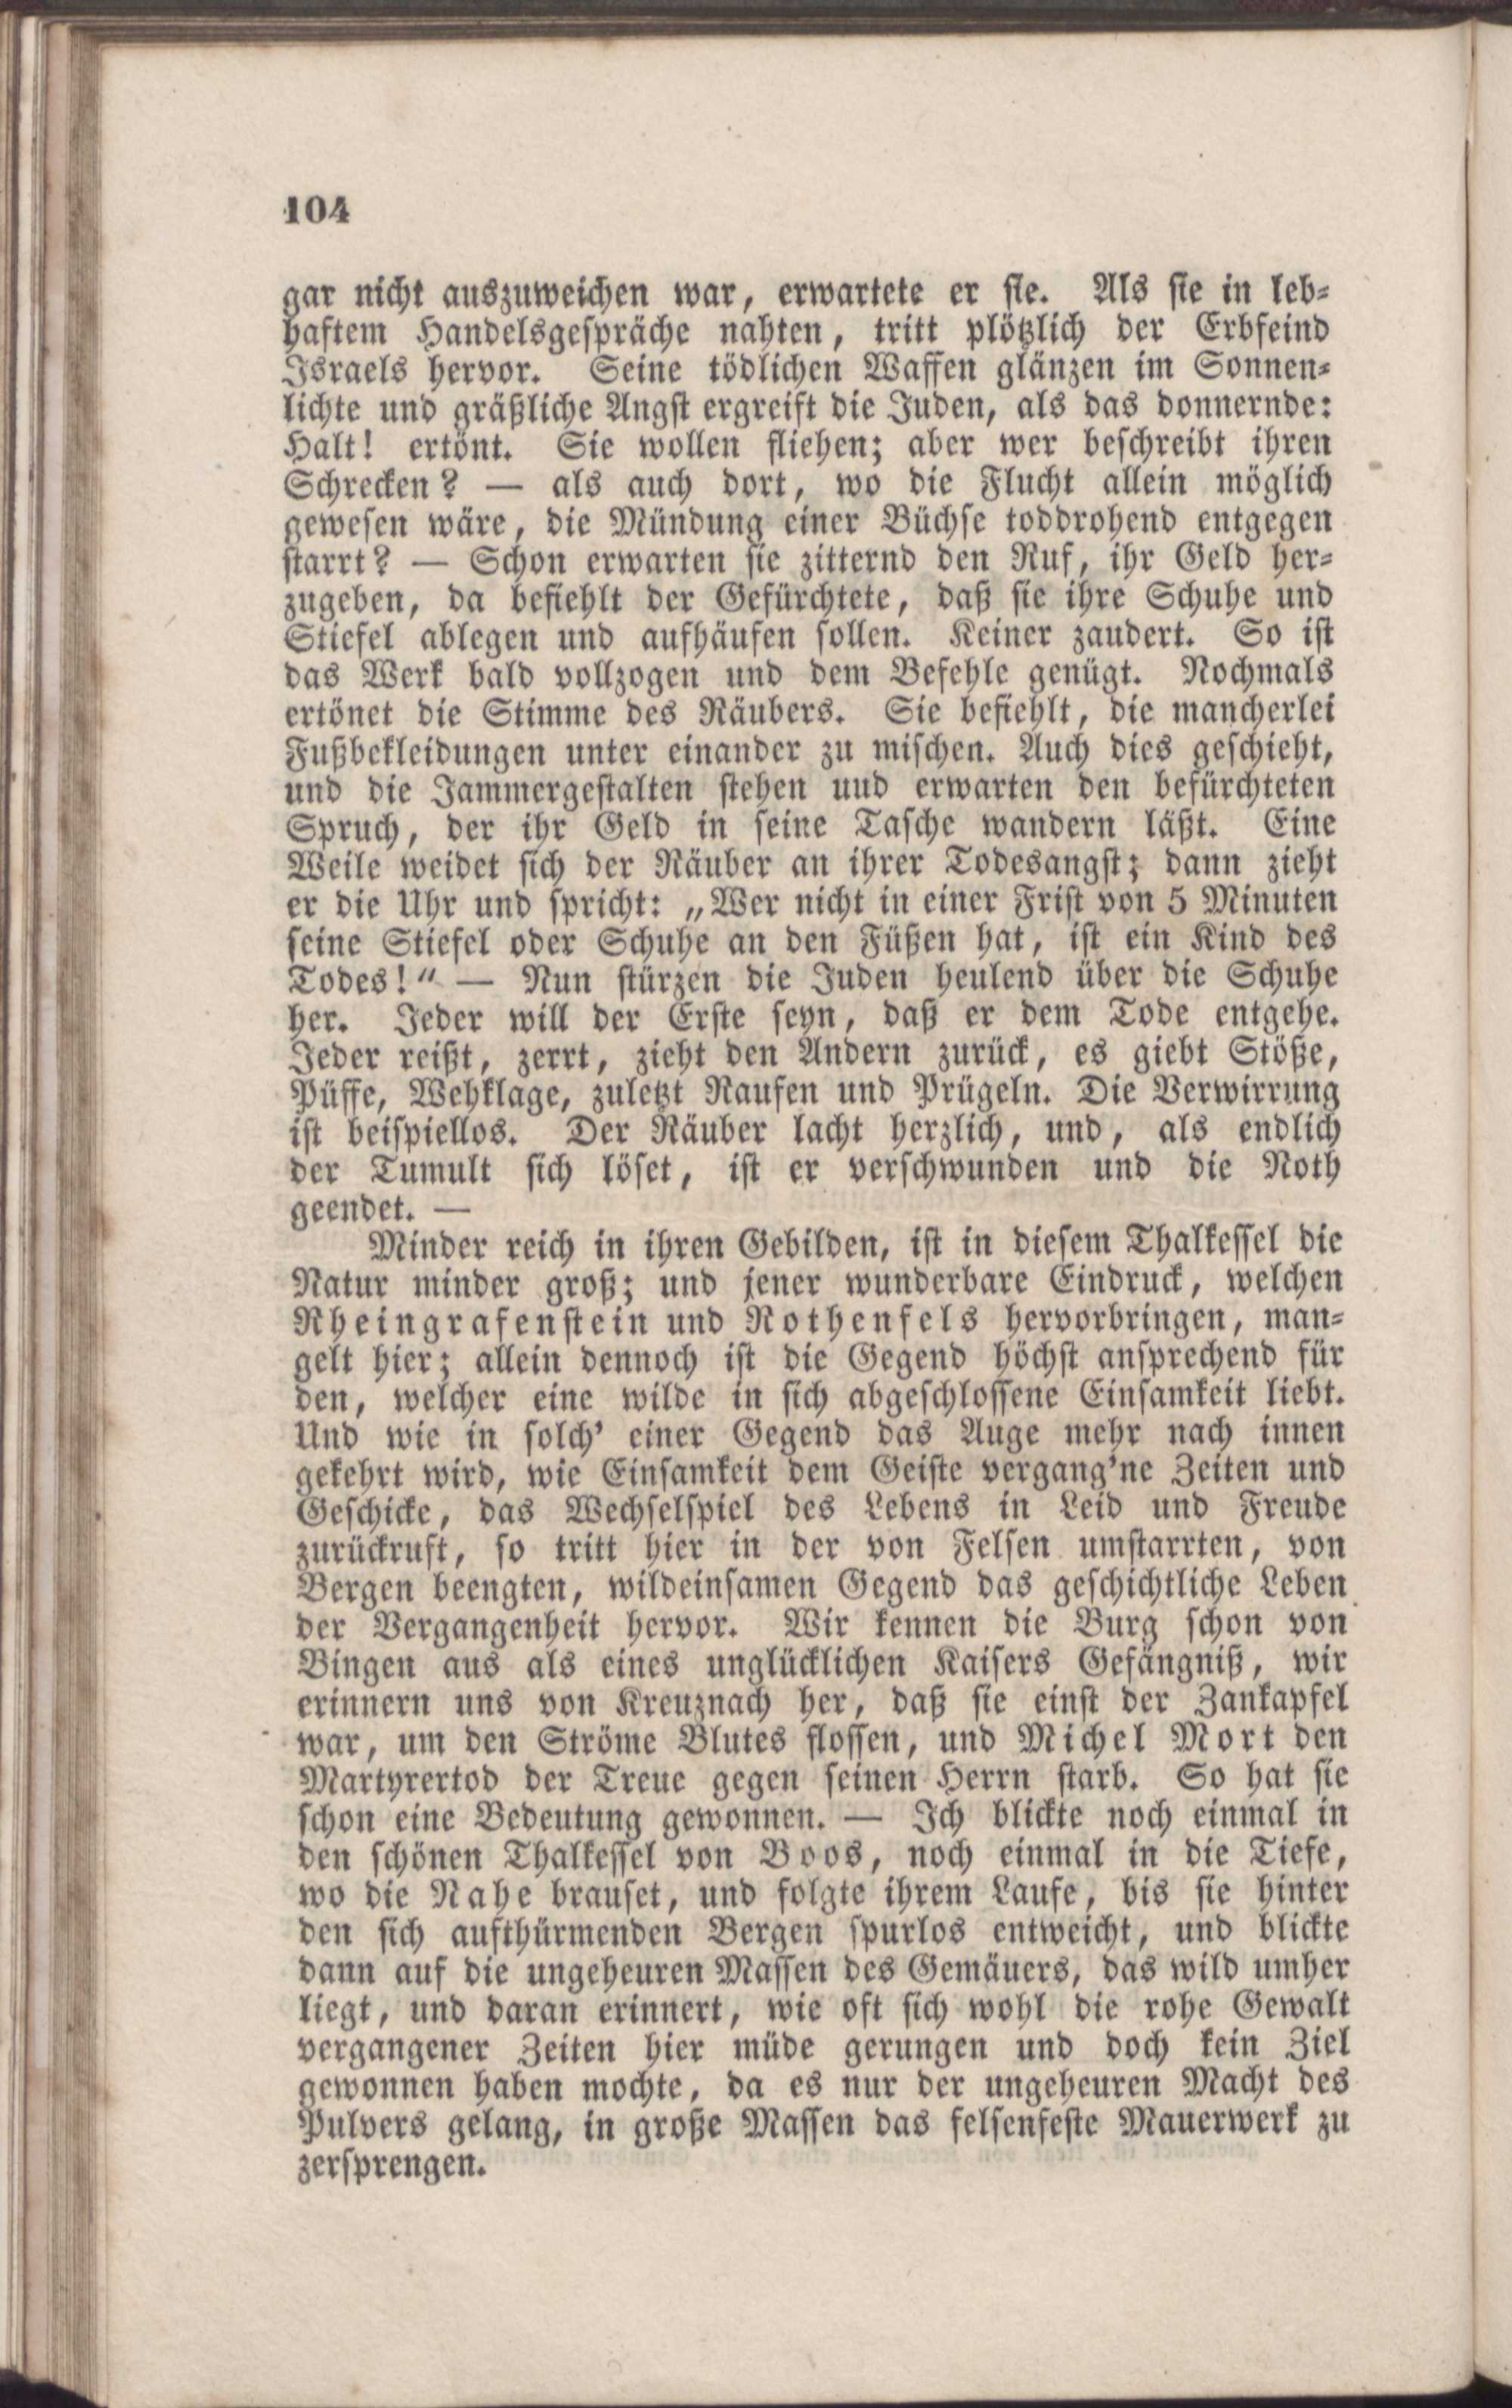 104
gar nicht auszuweichen war, erwartete er sie. Als sie in leb-
haftem Handelsgespräche nahten, tritt plötzlich der Erbfeind
Israels hervor. Seine tödlichen Waffen glänzen im Sonnen-
lichte und gräßliche Angst ergreift die Juden, als das donnernde:
Halt! ertönt. Sie wollen fliehen; aber wer beschreibt ihren
Schrecken? — als auch dort, wo die Flucht allein möglich
gewesen wäre, die Mündung einer Büchse toddrohend entgegen
starrt? — Schon erwarten sie zitternd den Ruf, ihr Geld her-
zugeben, da befiehlt der Gefürchtete, daß sie ihre Schuhe und
Stiefel ablegen und aufhäufen sollen. Keiner zaudert. So ist
das Werk bald vollzogen und dem Befehle genügt. Nochmals
ertönet die Stimme des Räubers. Sie befiehlt, die mancherlei
Fußbekleidungen unter einander zu mischen. Auch dies geschieht,
und die Jammergestalten stehen uud erwarten den befürchteten
Spruch, der ihr Geld in seine Tasche wandern läßt. Eine
Weile weidet sich der Räuber an ihrer Todesangst; dann zieht
er die Uhr und spricht: „Wer nicht in einer Frist von 5 Minuten
seine Stiefel oder Schuhe an den Füßen hat, ist ein Kind des
Todes!“ — Nun stürzen die Juden heulend über die Schuhe
her. Jeder will der Erste seyn, daß er dem Tode entgehe.
Jeder reißt, zerrt, zieht den Andern zurück, es giebt Stöße,
Püffe, Wehklage, zuletzt Raufen und Prügeln. Die Verwirrung
ist beispiellos. Der Räuber lacht herzlich, und, als endlich
der Tumult sich löset, ist er verschwunden und die Noth
geendet. —
Minder reich in ihren Gebilden, ist in diesem Thalkessel die
Natur minder groß; und jener wunderbare Eindruck, welchen
Rheingrafenstein und Rothenfels hervorbringen, man-
gelt hier; allein dennoch ist die Gegend höchst ansprechend für
den, welcher eine wilde in sich abgeschlossene Einsamkeit liebt.
Und wie in solch' einer Gegend das Auge mehr nach innen
gekehrt wird, wie Einsamkeit dem Geiste vergang'ne Zeiten und
Geschicke, das Wechselspiel des Lebens in Leid und Freude
zurückruft, so tritt hier in der von Felsen umstarrten, von
Bergen beengten, wildeinsamen Gegend das geschichtliche Leben
der Vergangenheit hervor. Wir kennen die Burg schon von
Bingen aus als eines unglücklichen Kaisers Gefängniß, wir
erinnern uns von Kreuznach her, daß sie einst der Zankapfel
war, um den Ströme Blutes flossen, und Michel Mort den
Martyrertod der Treue gegen seinen Herrn starb. So hat sie
schon eine Bedeutung gewonnen. — Ich blickte noch einmal in
den schönen Thalkessel von Boos, noch einmal in die Tiefe,
wo die Nahe brauset, und folgte ihrem Laufe, bis sie hinter
den sich aufthürmenden Bergen spurlos entweicht, und blickte
dann auf die ungeheuren Massen des Gemäuers, das wild umher
liegt, und daran erinnert, wie oft sich wohl die rohe Gewalt
vergangener Zeiten hier müde gerungen und doch kein Ziel
gewonnen haben mochte, da es nur der ungeheuren Macht des
Pulvers gelang, in große Massen das felsenfeste Mauerwerk zu
zersprengen.